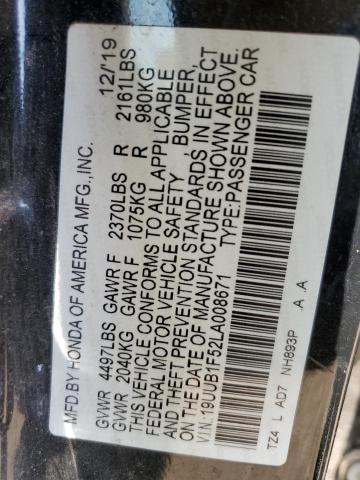 MFD.BY HONDA OF AMERICA MFG.,INC. 12/19
GVWR 4497LBS GAWR F 2370LBS R 2161LBS
GVWR 2040KG GAWR F 1075KG R 980KG
THIS VEHICLE CONFORMS TO ALL APPLICABLE
FEDERAL MOTOR VEHICLE SAFETY BUMPER,
AND THEFT PREVENTION STANDARDS IN EFFECT
ON THE DATE OF MANUFACTURE SHOWN ABOVE.
V.I.N.:19UUB1F52LA008671 TYPE:PASSENGER CAR
TZ4 L AD7 NH893P A .A